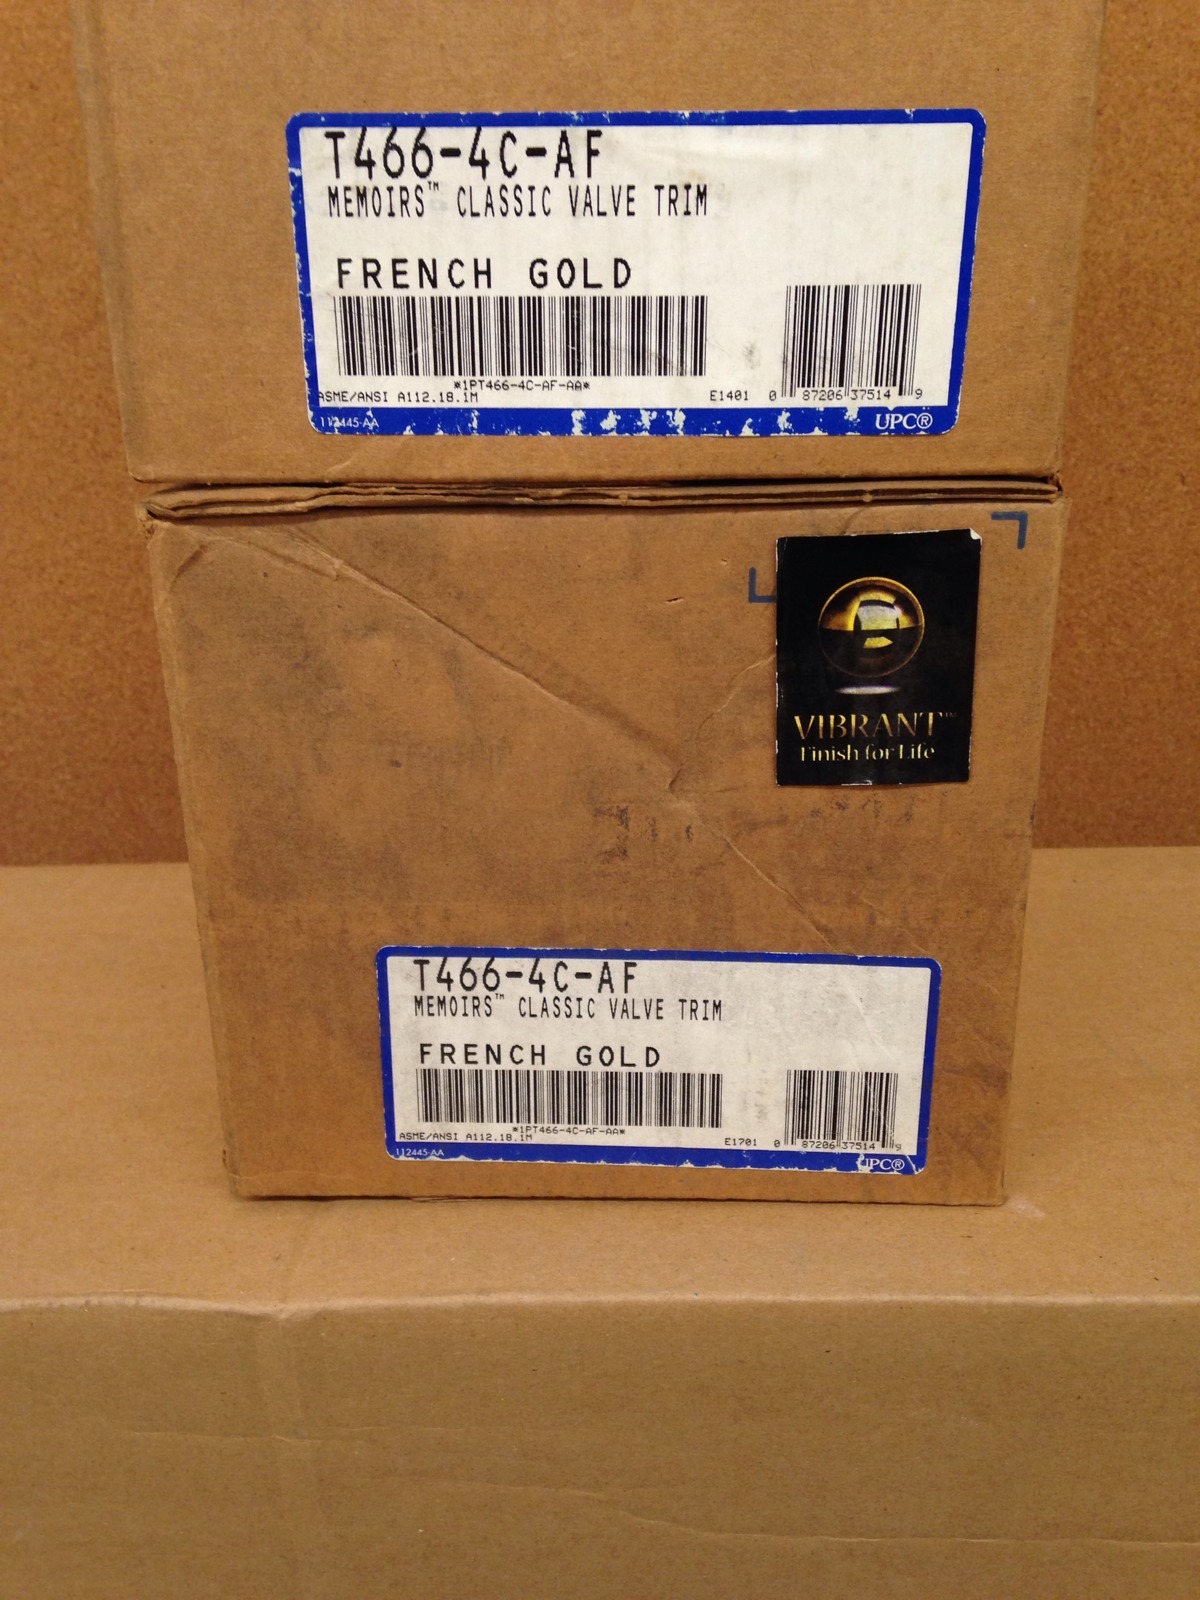 T466-4C-AF
MEMOIRS™ CLASSIC VALVE TRIM
FRENCH GOLD
*1PT466-4C-AF-AA*
ASME/ANSI A112.18.1M
E1401 0 87206 37514 9
112445-AA
UPC®
VIBRANT™
Finish for Life
T466-4C-AF
MEMOIRS™ CLASSIC VALVE TRIM
FRENCH GOLD
*1PT466-4C-AF-AA*
ASME/ANSI A112.18.1M
E1701 0 87206 37514 9
112445-AA
UPC®